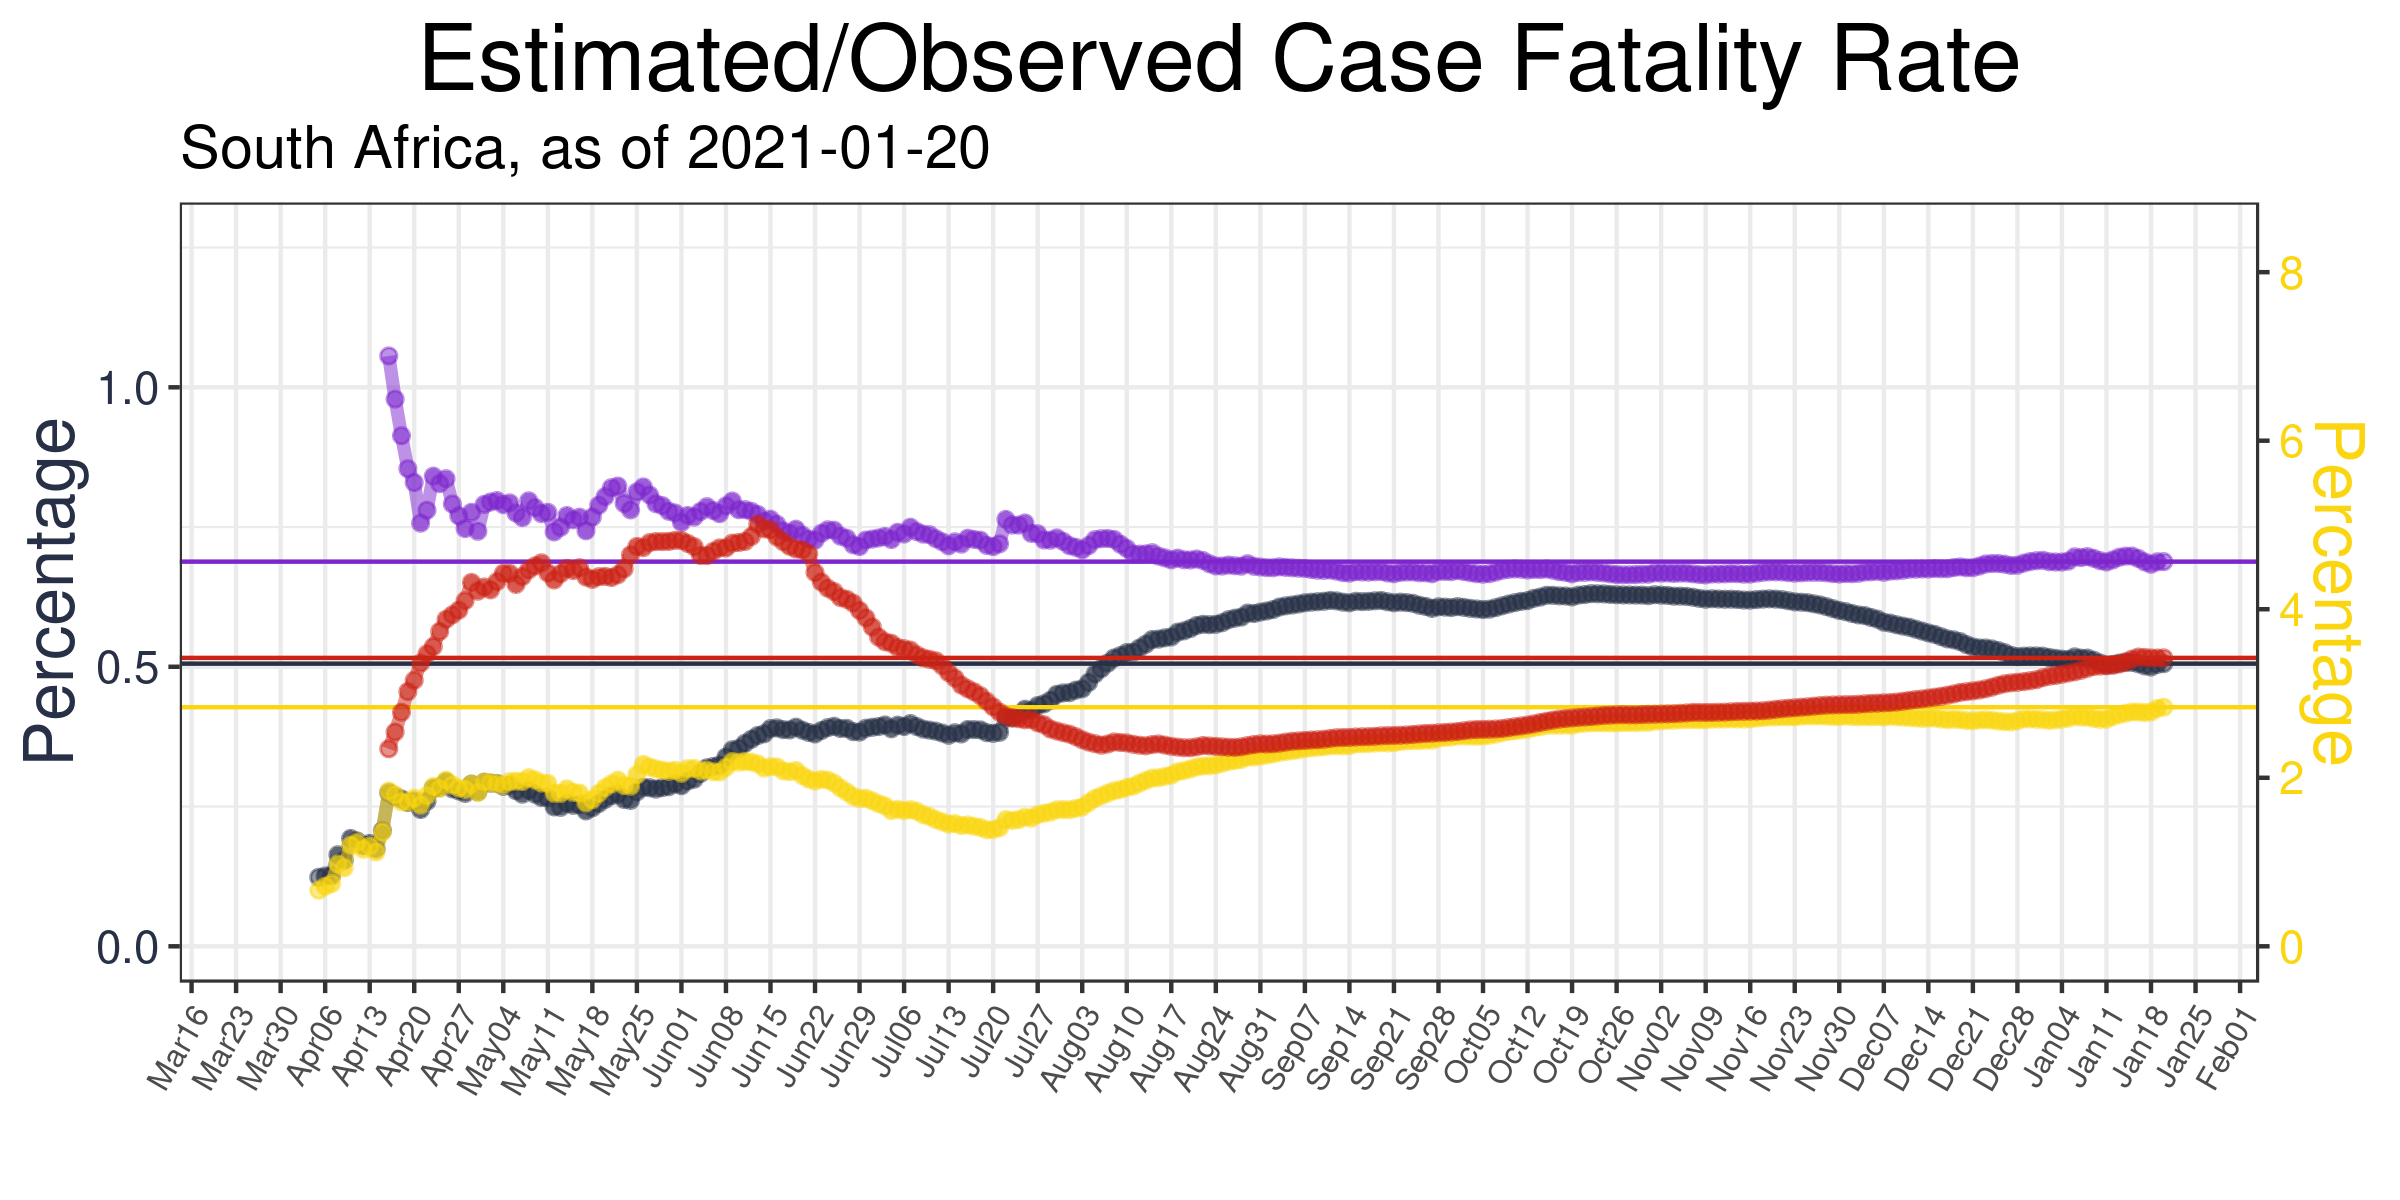 Estimated/Observed Case Fatality Rate
South Africa, as of 2021-01-20
Percentage
1.0
0.5
0.0
8
6
4
2
0
Percentage
Mar16 Mar23 Mar30 Apr06 Apr13 Apr20 Apr27 May04 May11 May18 May25 Jun01 Jun08 Jun15 Jun22 Jun29 Jul06 Jul13 Jul20 Jul27 Aug03 Aug10 Aug17 Aug24 Aug31 Sep07 Sep14 Sep21 Sep28 Oct05 Oct12 Oct19 Oct26 Nov02 Nov09 Nov16 Nov23 Nov30 Dec07 Dec14 Dec21 Dec28 Jan04 Jan11 Jan18 Jan25 Feb01